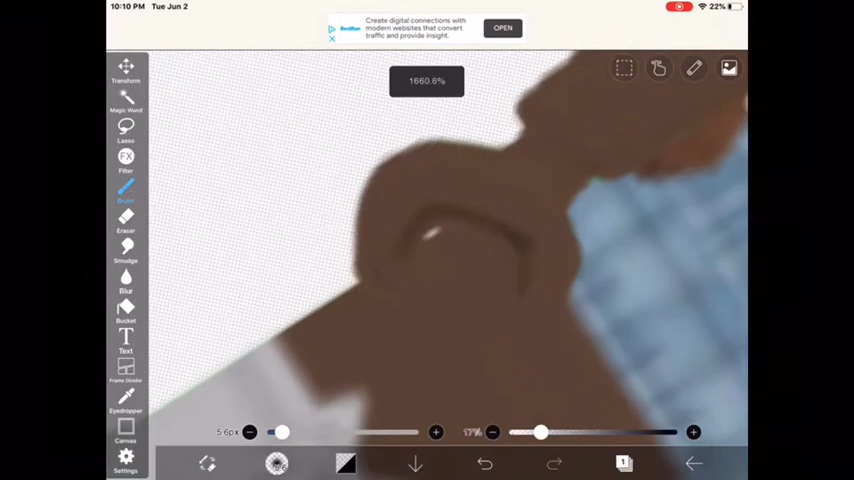 10:10 PM Tue Jun 2
22%
Create digital connections with
modern websites that convert
traffic and provide insight.
OPEN
1660.6%
Transform
Magic Wand
Lasso
FX
Filter
Brush
Eraser
Smudge
Blur
Bucket
T
Text
Frame Divider
Eyedropper
Canvas
Settings
5.6px
17%
1